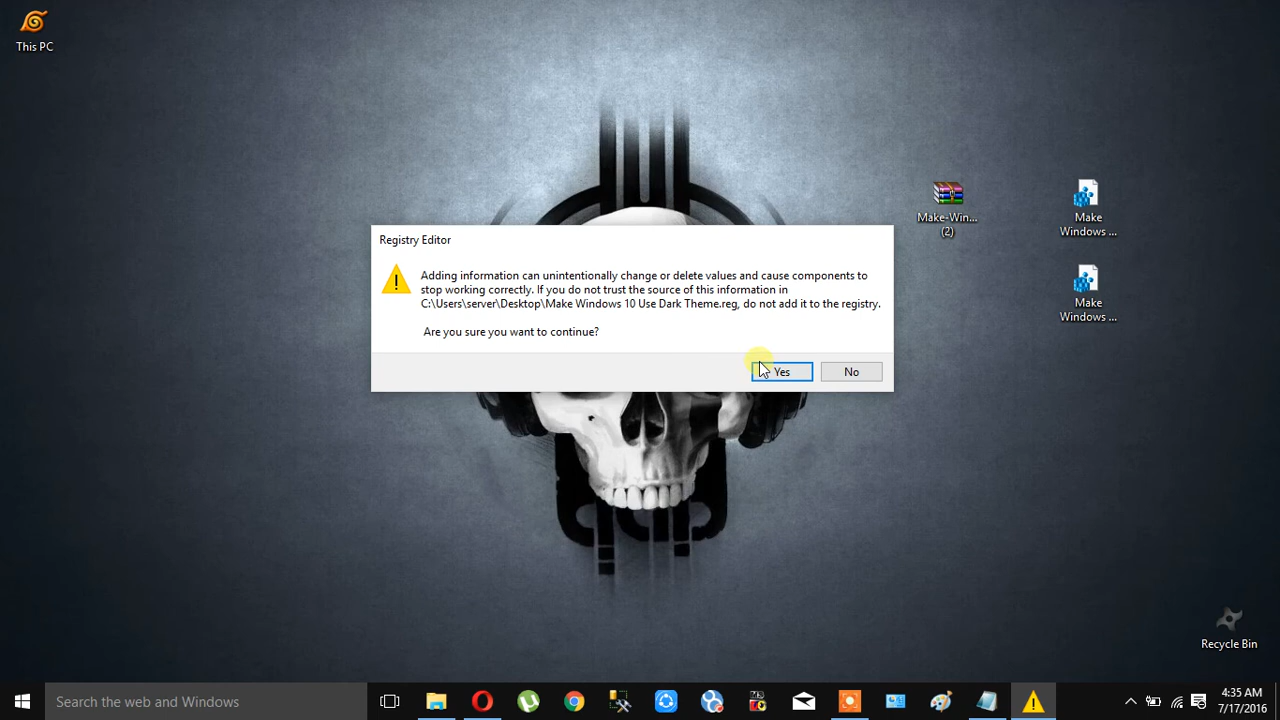 This PC
Make-Win...
(2)
Make
Windows ...
Make
Windows ...
Registry Editor
Adding information can unintentionally change or delete values and cause components to
stop working correctly. If you do not trust the source of this information in
C:\Users\server\Desktop\Make Windows 10 Use Dark Theme.reg, do not add it to the registry.
Are you sure you want to continue?
Yes
No
Recycle Bin
Search the web and Windows
4:35 AM
7/17/2016